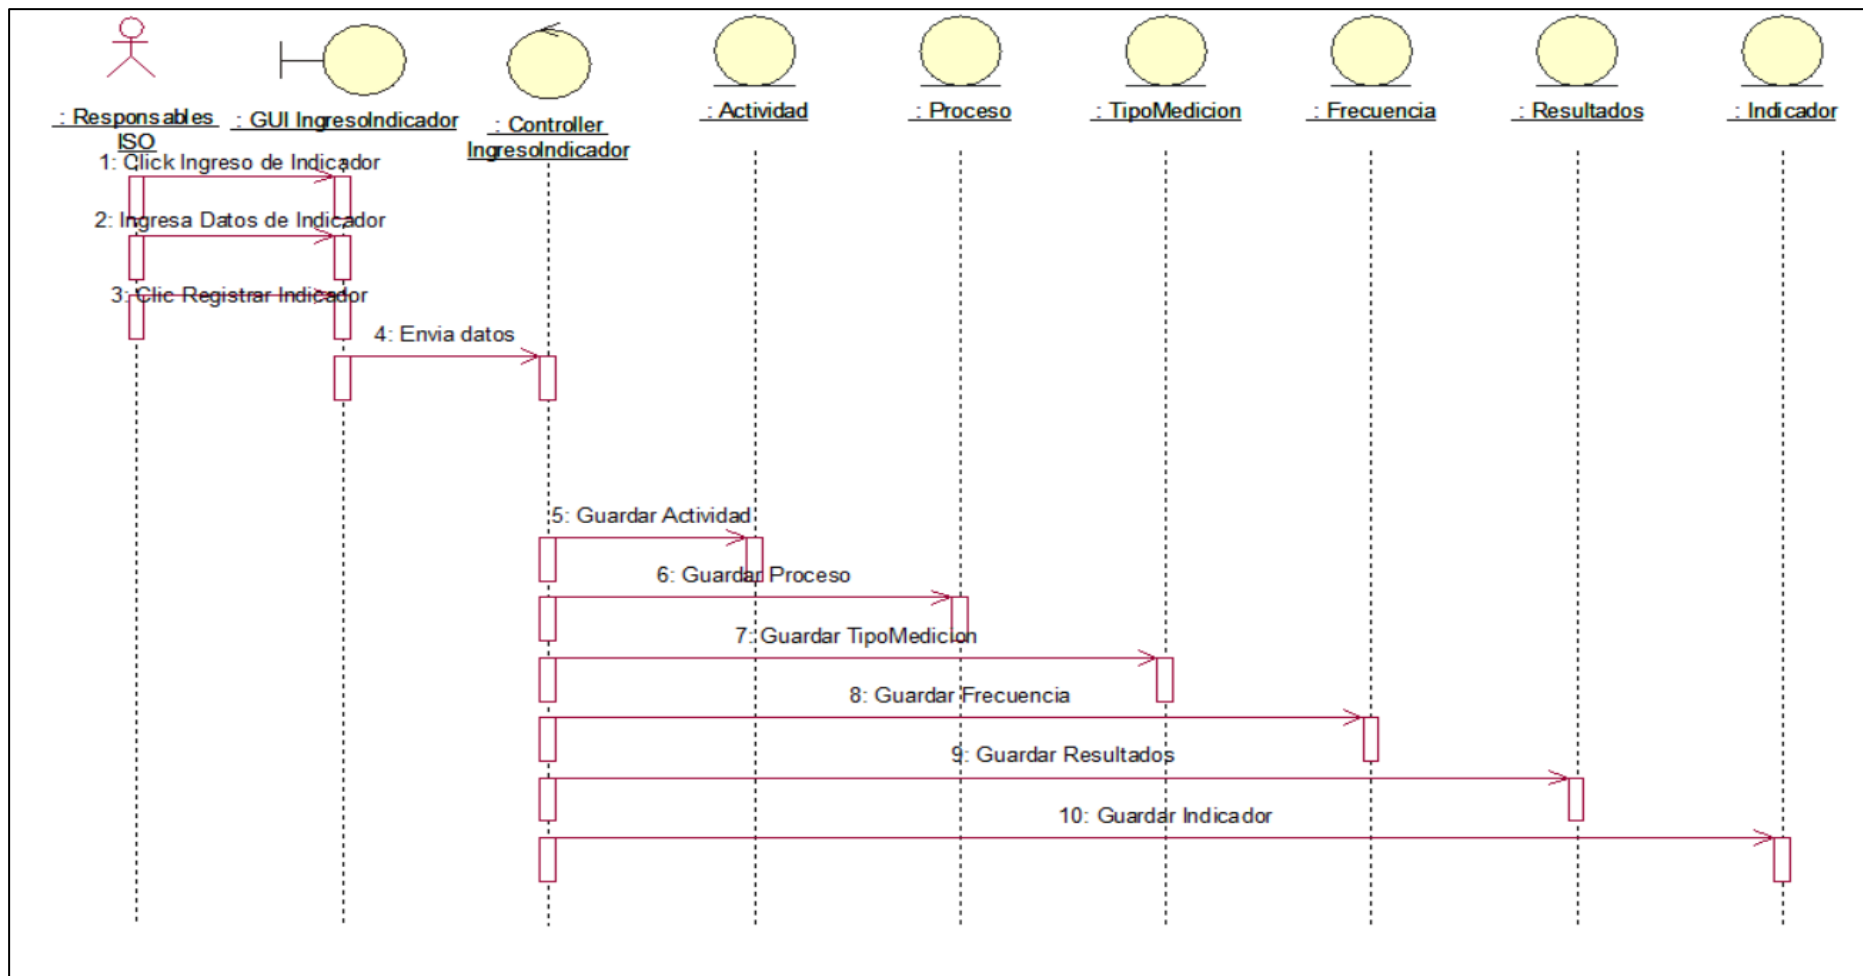 : Responsables
ISO
: GUI IngresoIndicador
: Controller
IngresoIndicador
: Actividad
: Proceso
: TipoMedicion
: Frecuencia
: Resultados
: Indicador
1: Click Ingreso de Indicador
2: Ingresa Datos de Indicador
3: Clic Registrar Indicador
4: Envia datos
5: Guardar Actividad
6: Guardar Proceso
7: Guardar TipoMedicion
8: Guardar Frecuencia
9: Guardar Resultados
10: Guardar Indicador